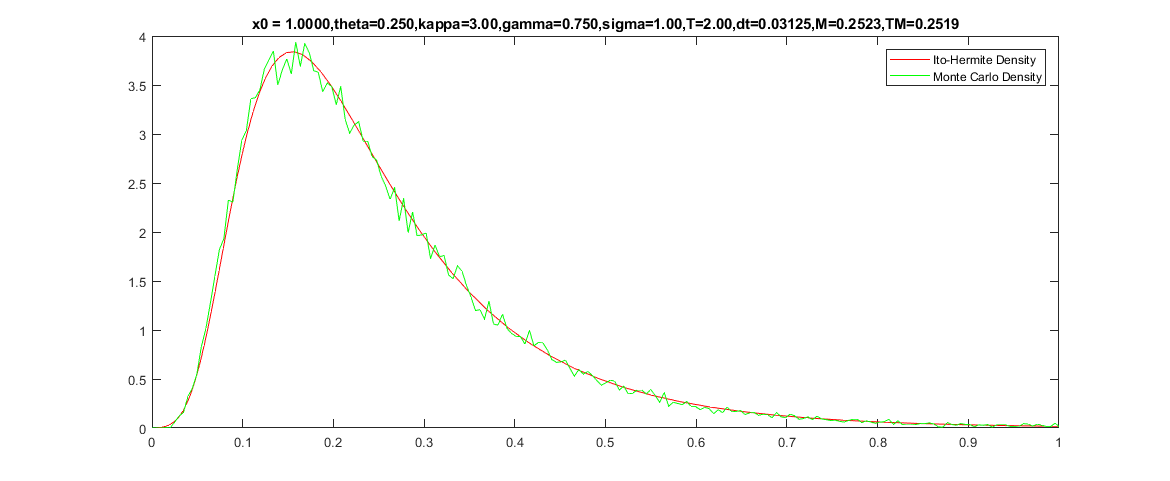 x0 = 1.0000,theta=0.250,kappa=3.00,gamma=0.750,sigma=1.00,T=2.00,dt=0.03125,M=0.2523,TM=0.2519
Ito-Hermite Density
Monte Carlo Density
4
3.5
3
2.5
2
1.5
1
0.5
0
0 0.1 0.2 0.3 0.4 0.5 0.6 0.7 0.8 0.9 1